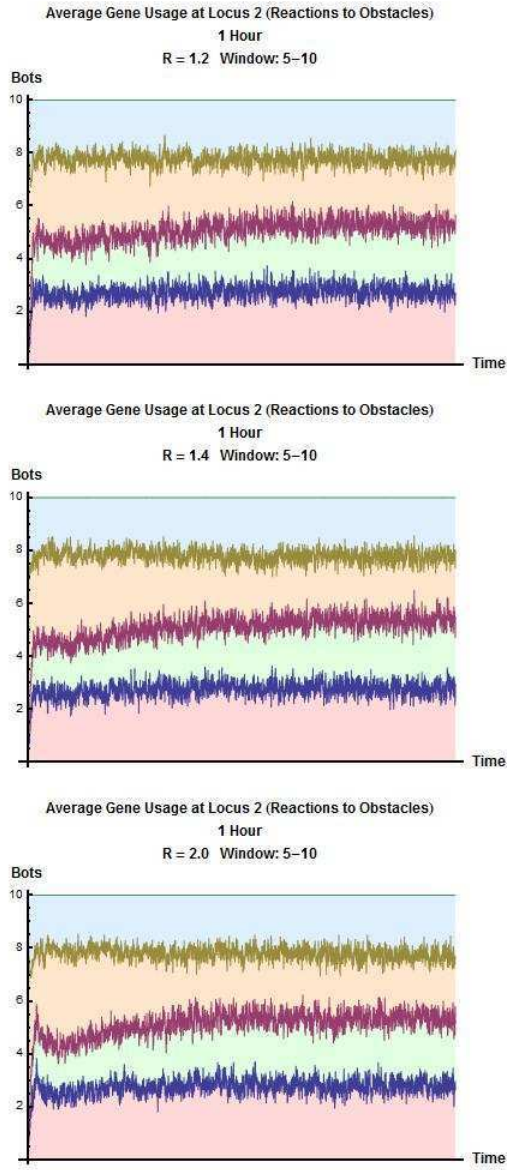 Average Gene Usage at Locus 2 (Reactions to Obstacles)
1 Hour
R = 1.2 Window: 5–10
Bots
10
8
6
4
2
Time
Average Gene Usage at Locus 2 (Reactions to Obstacles)
1 Hour
R = 1.4 Window: 5–10
Bots
10
8
6
4
2
Time
Average Gene Usage at Locus 2 (Reactions to Obstacles)
1 Hour
R = 2.0 Window: 5–10
Bots
10
8
6
4
2
Time